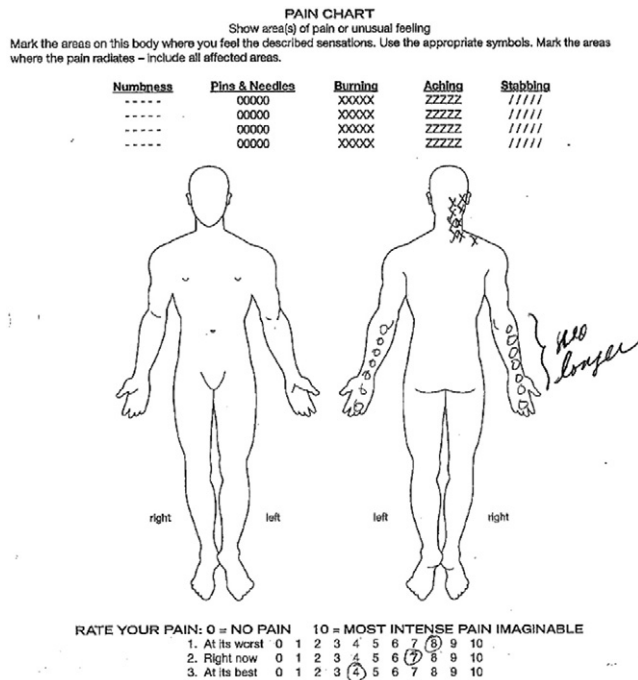 PAIN CHART
Show area(s) of pain or unusual feeling
Mark the areas on this body where you feel the described sensations. Use the appropriate symbols. Mark the areas
where the pain radiates – include all affected areas.
Numbness Pins & Needles Burning Aching Stabbing
----- OOOOO XXXXX ZZZZZ /////
----- OOOOO XXXXX ZZZZZ /////
----- OOOOO XXXXX ZZZZZ /////
----- OOOOO XXXXX ZZZZZ /////
no
longer
right left left right
RATE YOUR PAIN: 0 = NO PAIN 10 = MOST INTENSE PAIN IMAGINABLE
1. At its worst 0 1 2 3 4 5 6 7 8 9 10
2. Right now 0 1 2 3 4 5 6 7 8 9 10
3. At its best 0 1 2 3 4 5 6 7 8 9 10